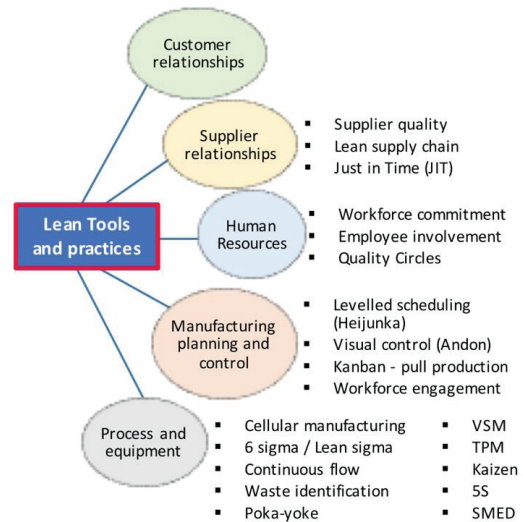 Customer
relationships
Supplier
relationships
▪ Supplier quality
▪ Lean supply chain
▪ Just in Time (JIT)
Lean Tools
and practices
Human
Resources
▪ Workforce commitment
▪ Employee involvement
▪ Quality Circles
Manufacturing
planning and
control
▪ Levelled scheduling
(Heijunka)
▪ Visual control (Andon)
▪ Kanban - pull production
▪ Workforce engagement
Process and
equipment
▪ Cellular manufacturing
▪ 6 sigma / Lean sigma
▪ Continuous flow
▪ Waste identification
▪ Poka-yoke
▪ VSM
▪ TPM
▪ Kaizen
▪ 5S
▪ SMED